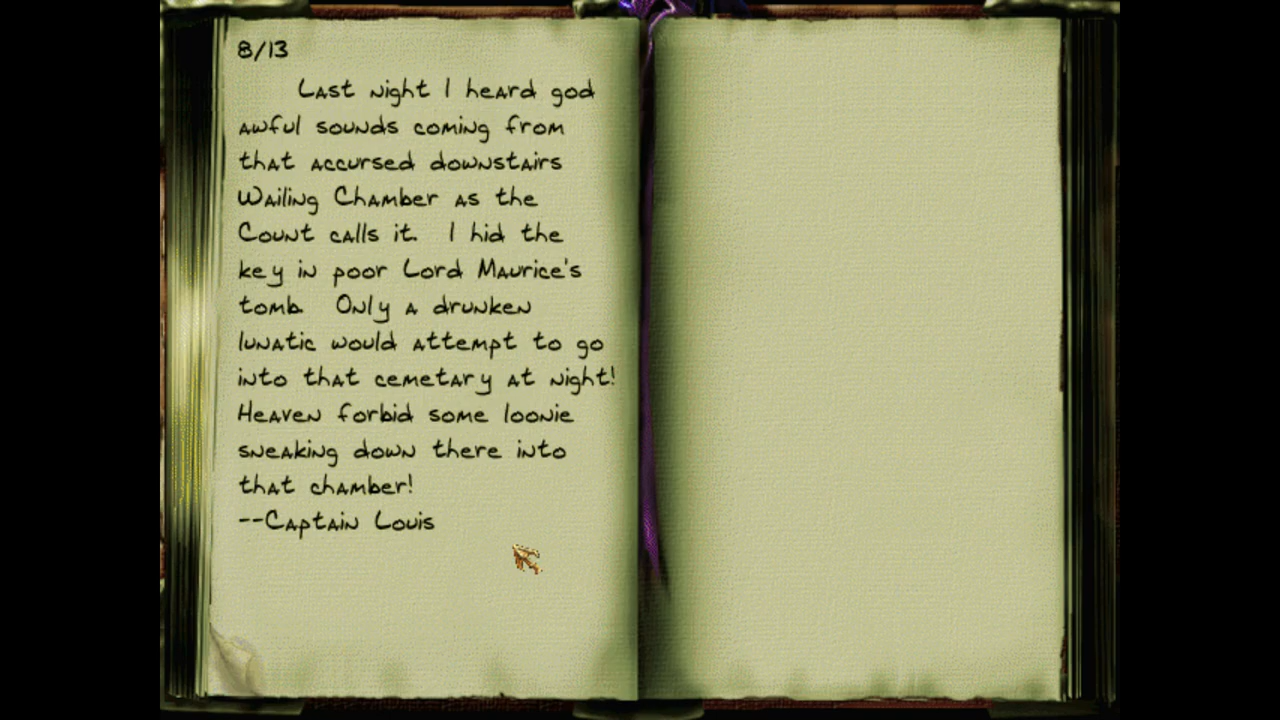 8/13
Last night I heard god
awful sounds coming from
that accursed downstairs
Wailing Chamber as the
Count calls it.  I hid the
key in poor Lord Maurice's
tomb.  Only a drunken
lunatic would attempt to go
into that cemetary at night!
Heaven forbid some loonie
sneaking down there into
that chamber!
--Captain Louis